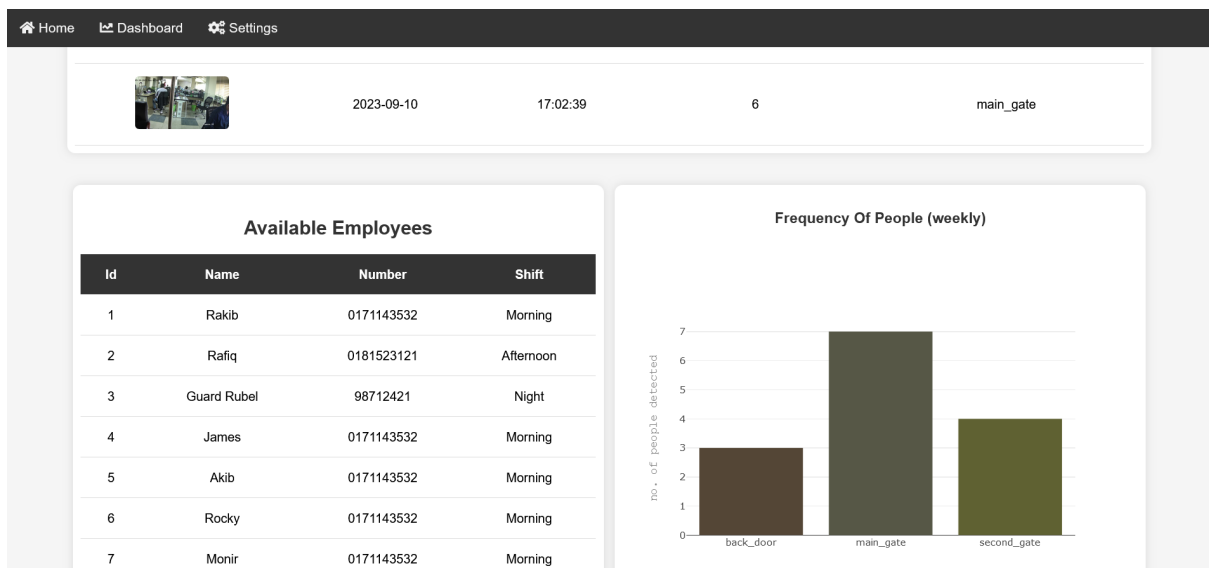 Home Dashboard Settings
2023-09-10 17:02:39 6 main_gate
Available Employees
Id Name Number Shift
1 Rakib 0171143532 Morning
2 Rafiq 0181523121 Afternoon
3 Guard Rubel 98712421 Night
4 James 0171143532 Morning
5 Akib 0171143532 Morning
6 Rocky 0171143532 Morning
7 Monir 0171143532 Morning
Frequency Of People (weekly)
no. of people detected
7
6
5
4
3
2
1
0
back_door main_gate second_gate